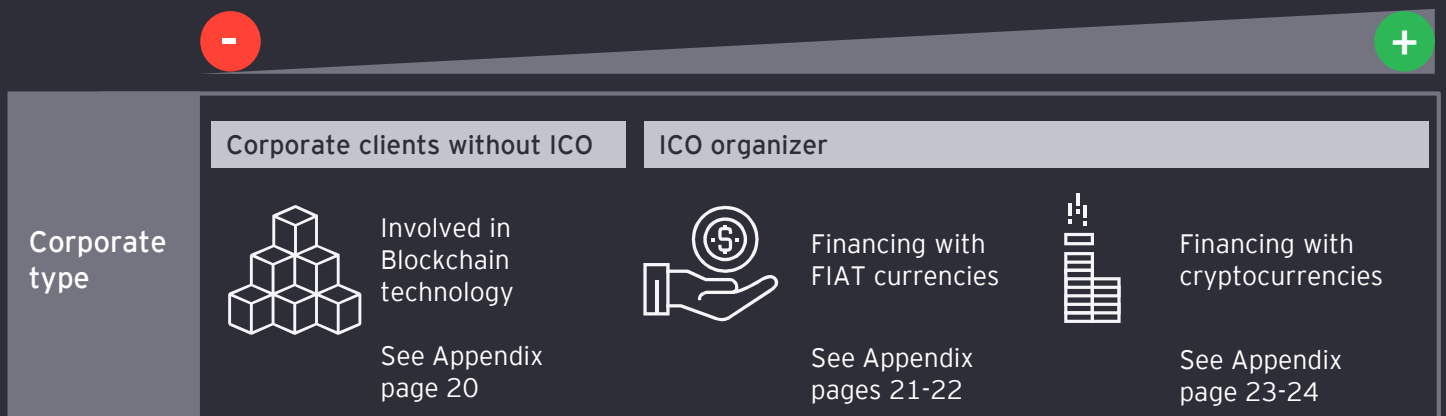 -
+
Corporate clients without ICO
ICO organizer
Corporate
type
Involved in
Blockchain
technology
See Appendix
page 20
Financing with
FIAT currencies
See Appendix
pages 21-22
Financing with
cryptocurrencies
See Appendix
page 23-24